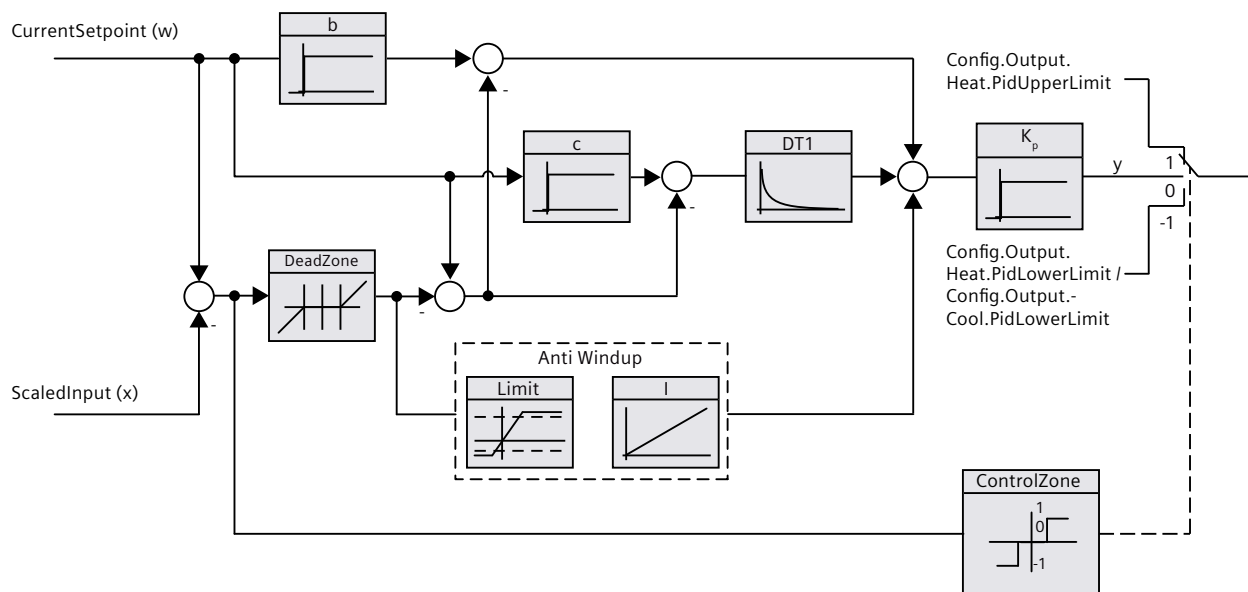 b
CurrentSetpoint (w)
-
Config.Output.
Heat.PidUpperLimit
c
DT1
Kp
y
1
0
-1
-
DeadZone
Config.Output.
Heat.PidLowerLimit /
Config.Output.-
Cool.PidLowerLimit
-
-
Anti Windup
Limit
I
ScaledInput (x)
ControlZone
1
0
-1